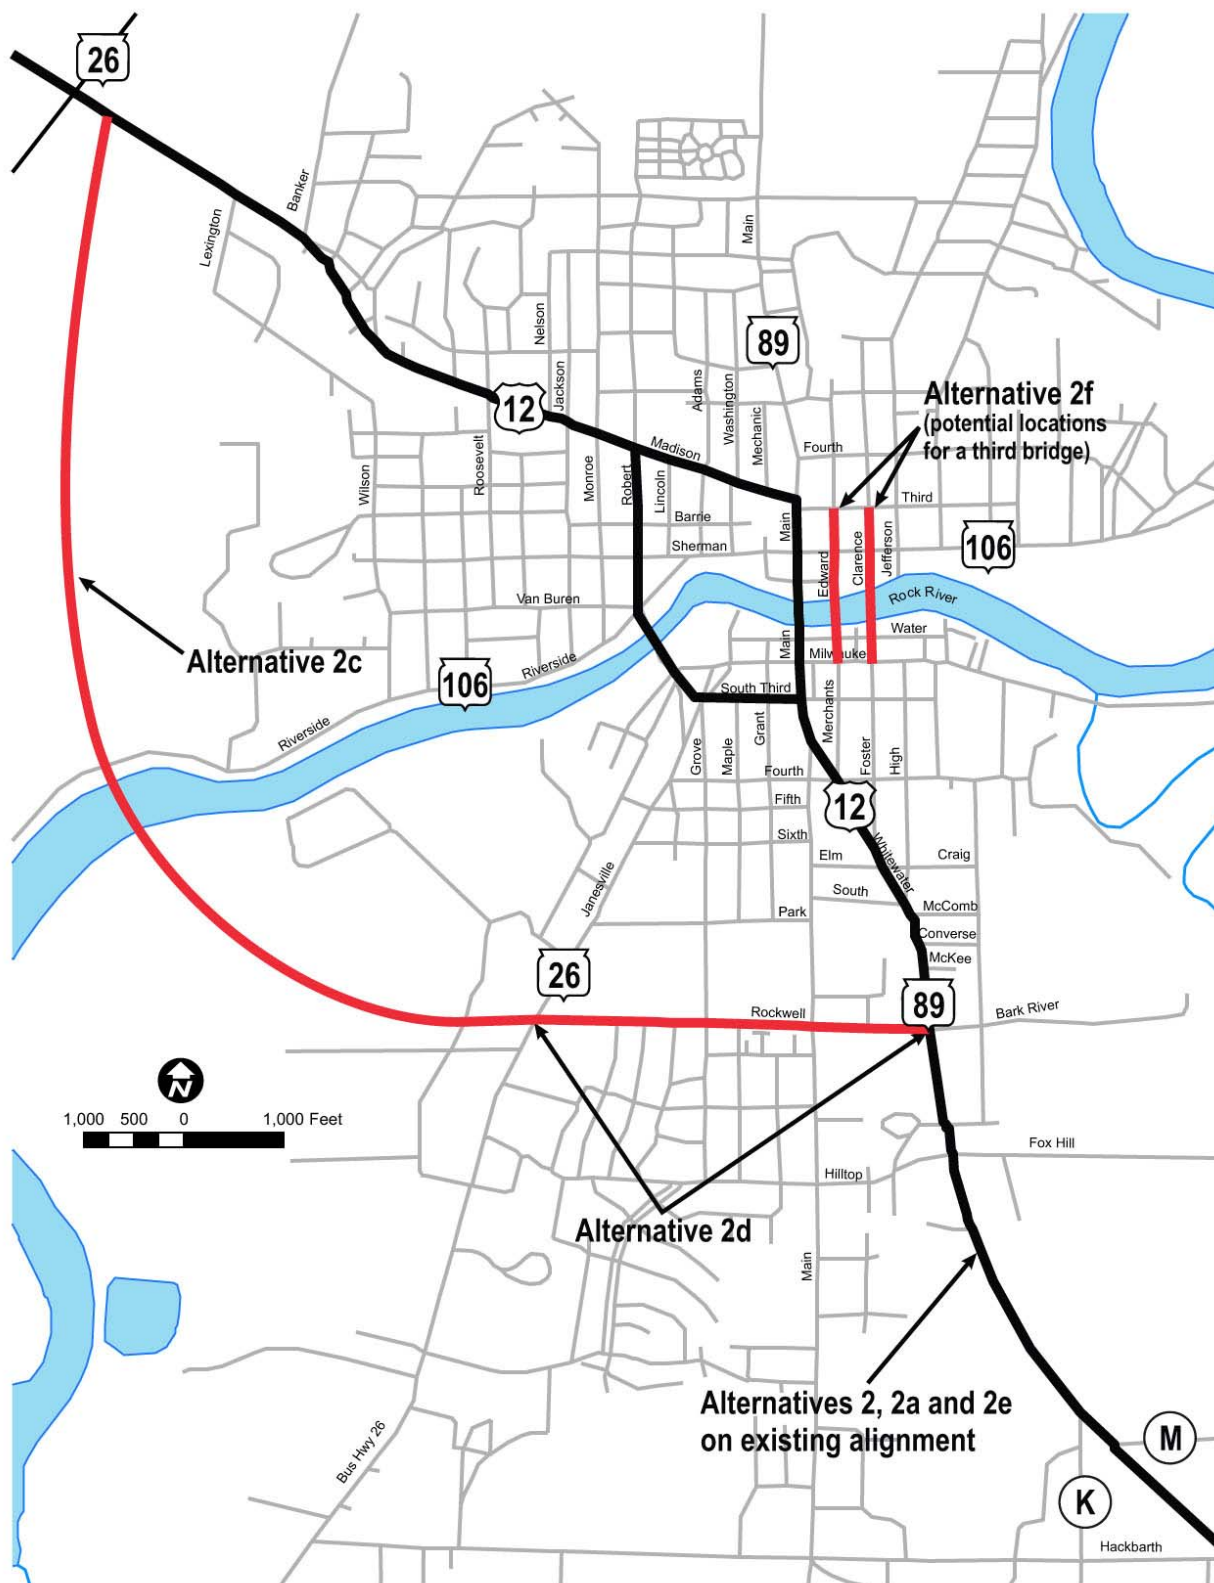 26
Banker
Lexington
Main
89
Nelson
Jackson
12
Adams
Washington
Mechanic
Alternative 2f
(potential locations
for a third bridge)
Madison
Fourth
Roosevelt
Wilson
Monroe
Robert
Lincoln
Third
Barrie
Main
Sherman
Clarence
Jefferson
106
Edward
Van Buren
Rock River
Water
Main
Alternative 2c
Riverside
106
South Third
Merchants
Riverside
Grant
Grove
Maple
Foster
High
Fourth
Fifth
12
Sixth
Whitewater
Elm
Craig
Janesville
South
Park
McComb
Converse
McKee
26
89
Rockwell
Bark River
N
1,000 500 0 1,000 Feet
Fox Hill
Hilltop
Alternative 2d
Main
Alternatives 2, 2a and 2e
on existing alignment
Bus Hwy 26
M
K
Hackbarth